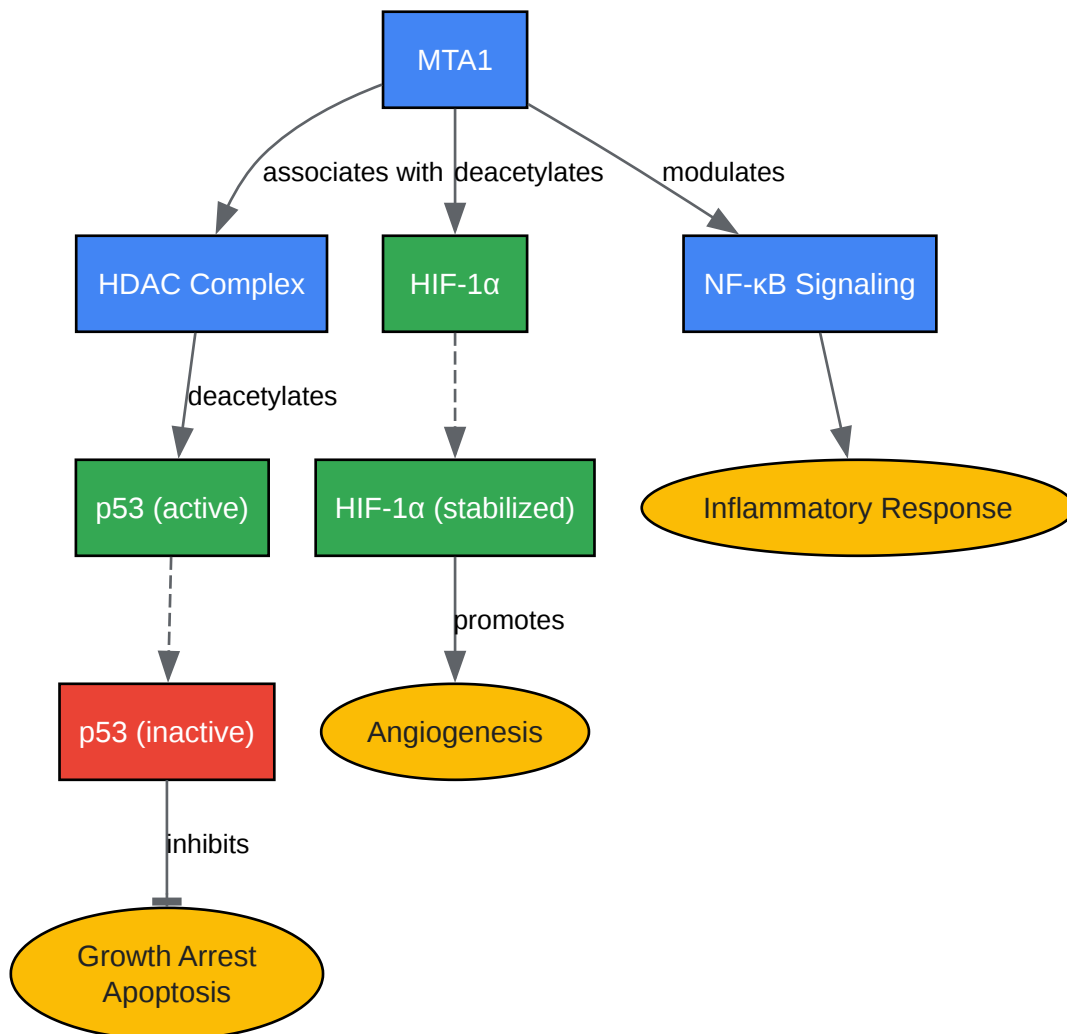 MTA1
associates with
deacetylates
modulates
HDAC Complex
HIF-1α
NF-κB Signaling
deacetylates
p53 (active)
HIF-1α (stabilized)
Inflammatory Response
promotes
p53 (inactive)
Angiogenesis
inhibits
Growth Arrest
Apoptosis